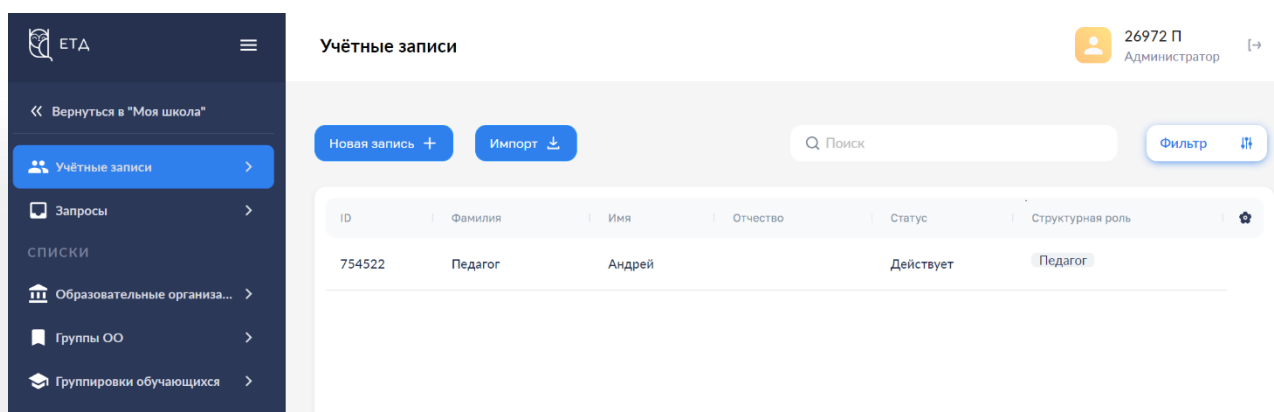 ЕТД
Вернуться в "Моя школа"
Учётные записи
Запросы
СПИСКИ
Образовательные организа...
Группы ОО
Группировки обучающихся
Учётные записи
26972 П
Администратор
Новая запись
Импорт
Поиск
Фильтр
ID Фамилия Имя Отчество Статус Структурная роль
754522 Педагог Андрей Действует Педагог